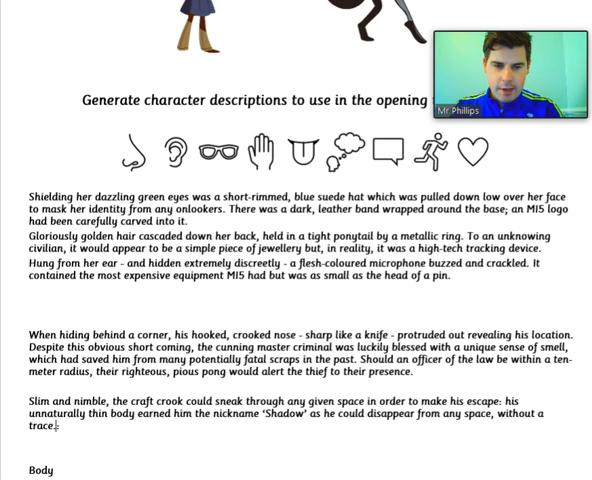 Generate character descriptions to use in the opening
Mr Phillips
Shielding her dazzling green eyes was a short-rimmed, blue suede hat which was pulled down low over her face
to mask her identity from any onlookers. There was a dark, leather band wrapped around the base; an MI5 logo
had been carefully carved into it.
Gloriously golden hair cascaded down her back, held in a tight ponytail by a metallic ring. To an unknowing
civilian, it would appear to be a simple piece of jewellery but, in reality, it was a high-tech tracking device.
Hung from her ear - and hidden extremely discreetly - a flesh-coloured microphone buzzed and crackled. It
contained the most expensive equipment MI5 had but was as small as the head of a pin.
When hiding behind a corner, his hooked, crooked nose - sharp like a knife - protruded out revealing his location.
Despite this obvious short coming, the cunning master criminal was luckily blessed with a unique sense of smell,
which had saved him from many potentially fatal scraps in the past. Should an officer of the law be within a ten-
meter radius, their righteous, pious pong would alert the thief to their presence.
Slim and nimble, the craft crook could sneak through any given space in order to make his escape: his
unnaturally thin body earned him the nickname ‘Shadow’ as he could disappear from any space, without a
trace.
Body